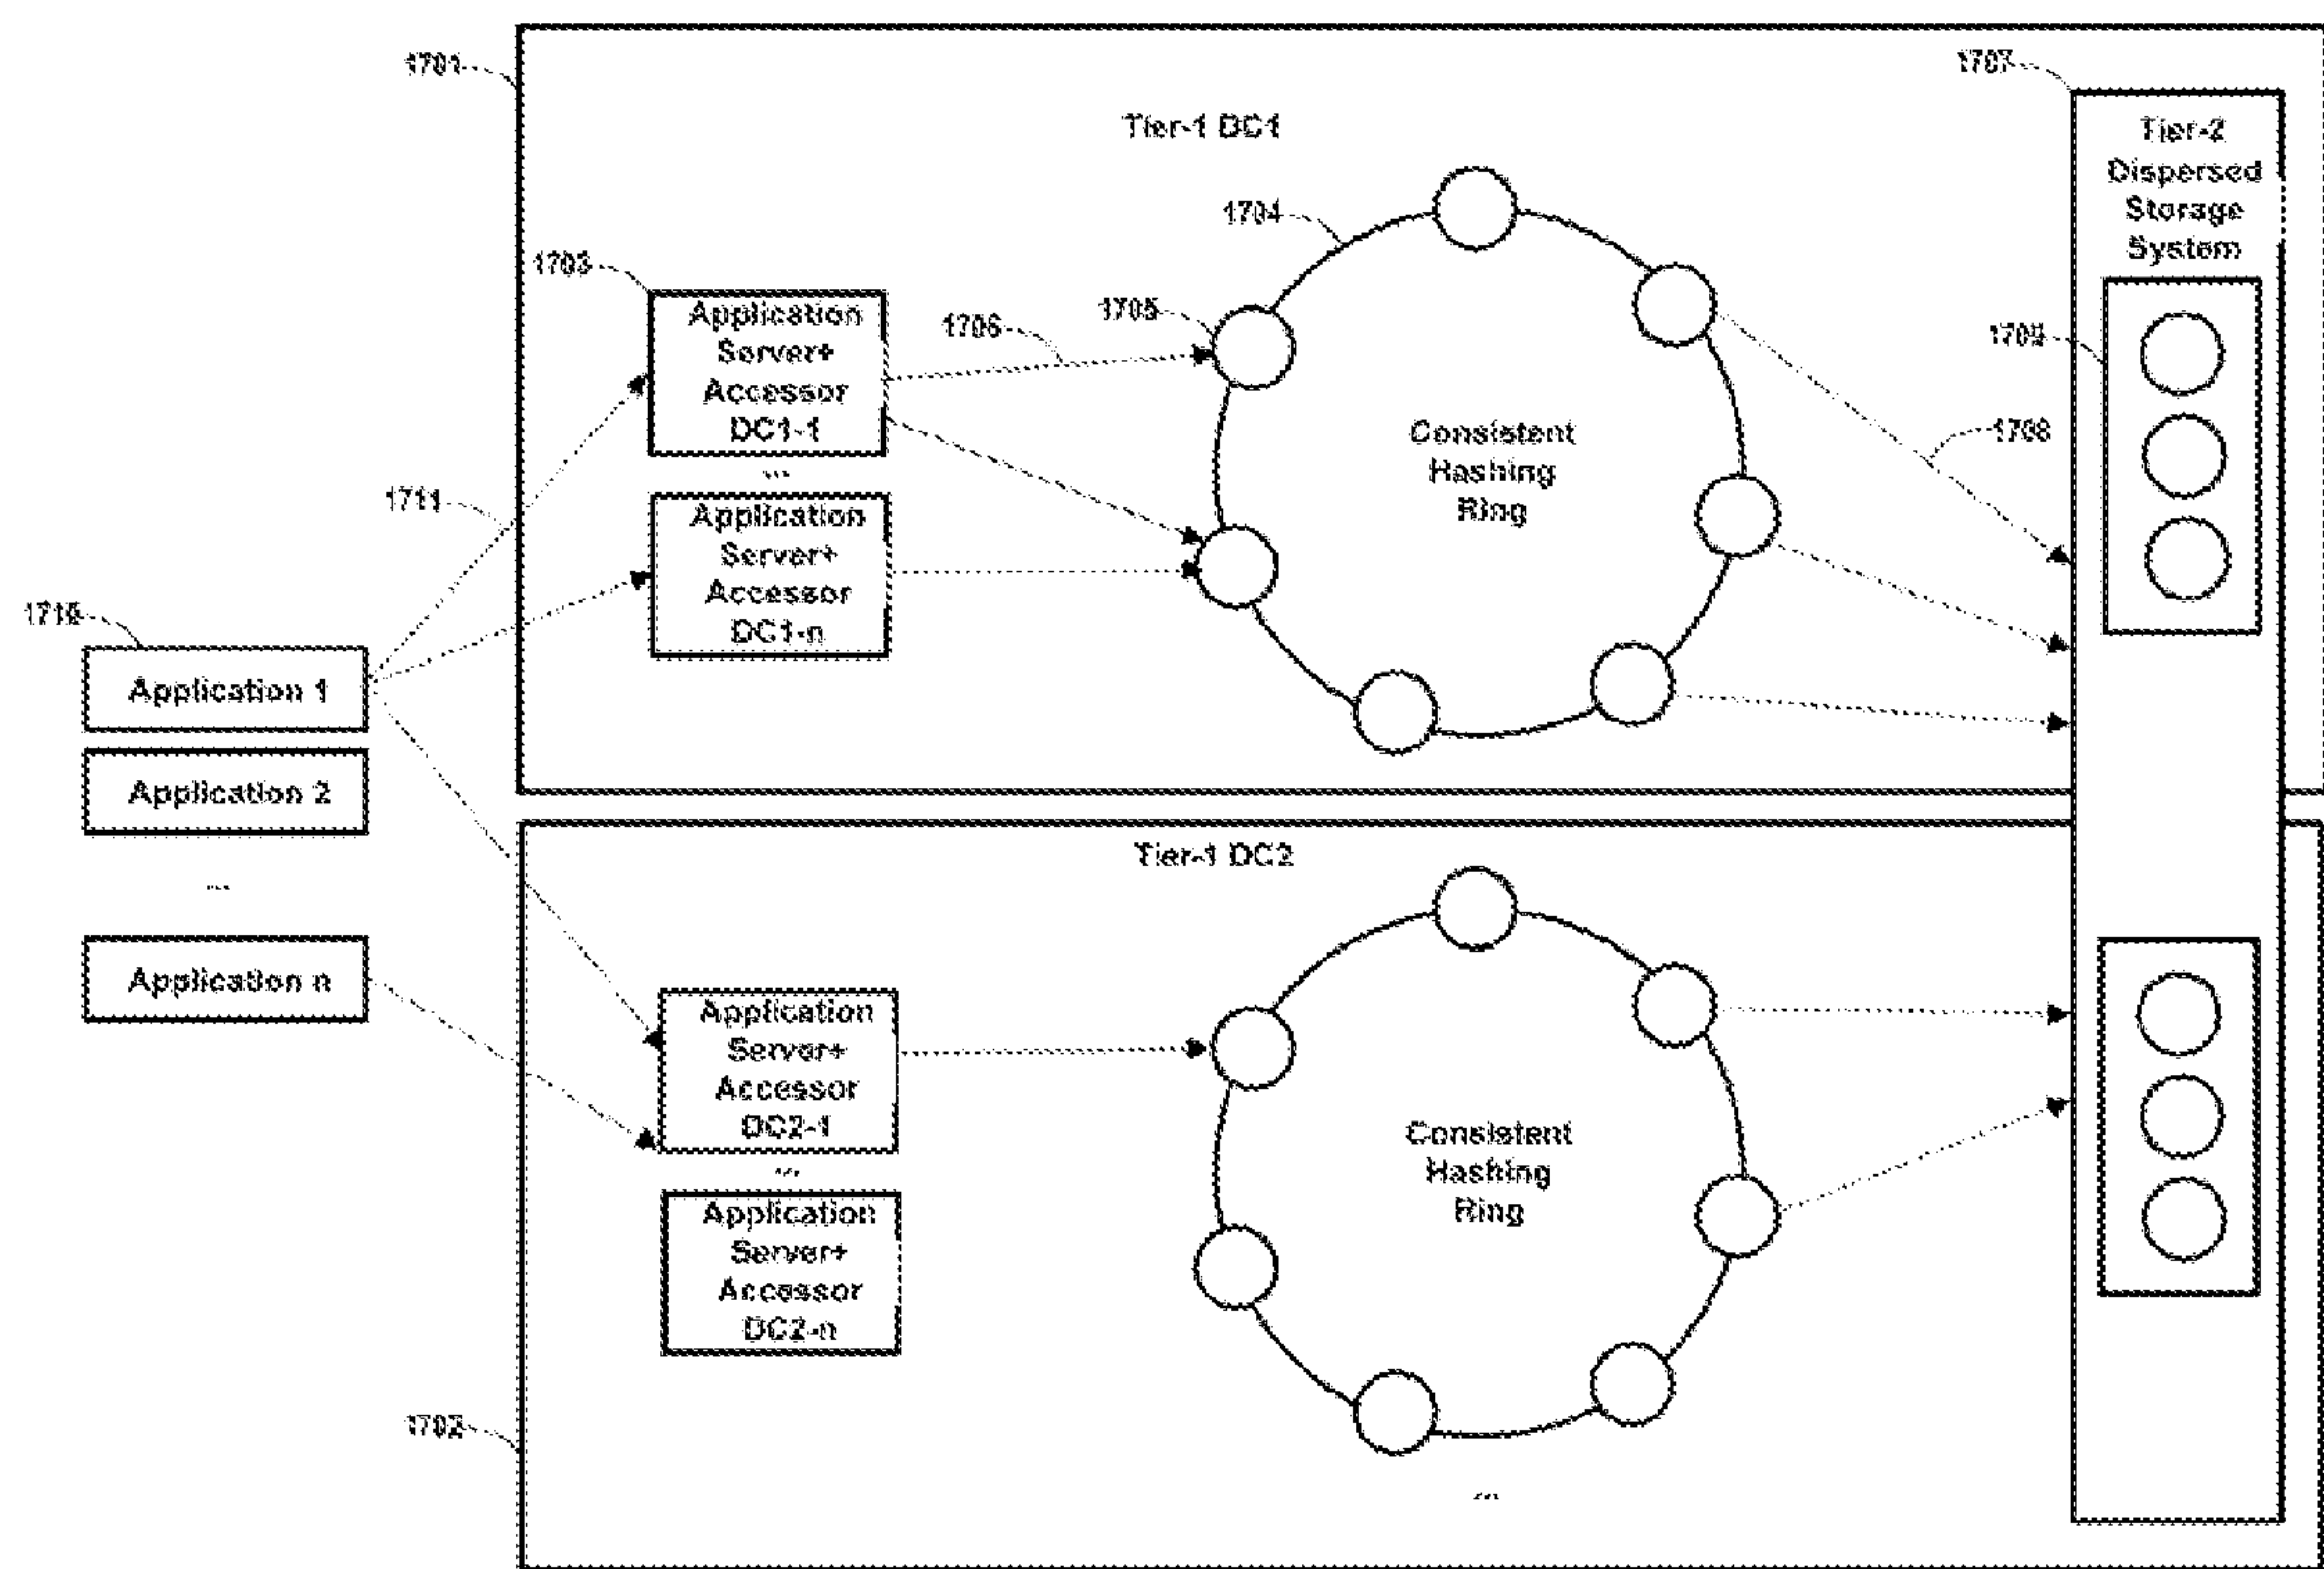 1701
1707
Tier-1 DC1
Tier-2
Dispersed
Storage
System
1704
1703
Application
Server+
Accessor
DC1-1
...
1706
1705
1709
Consistent
Hashing
Ring
1708
1711
Application
Server+
Accessor
DC1-n
1710
Application 1
Application 2
...
Application n
Tier-1 DC2
Application
Server+
Accessor
DC2-1
...
Application
Server+
Accessor
DC2-n
Consistent
Hashing
Ring
1702
...